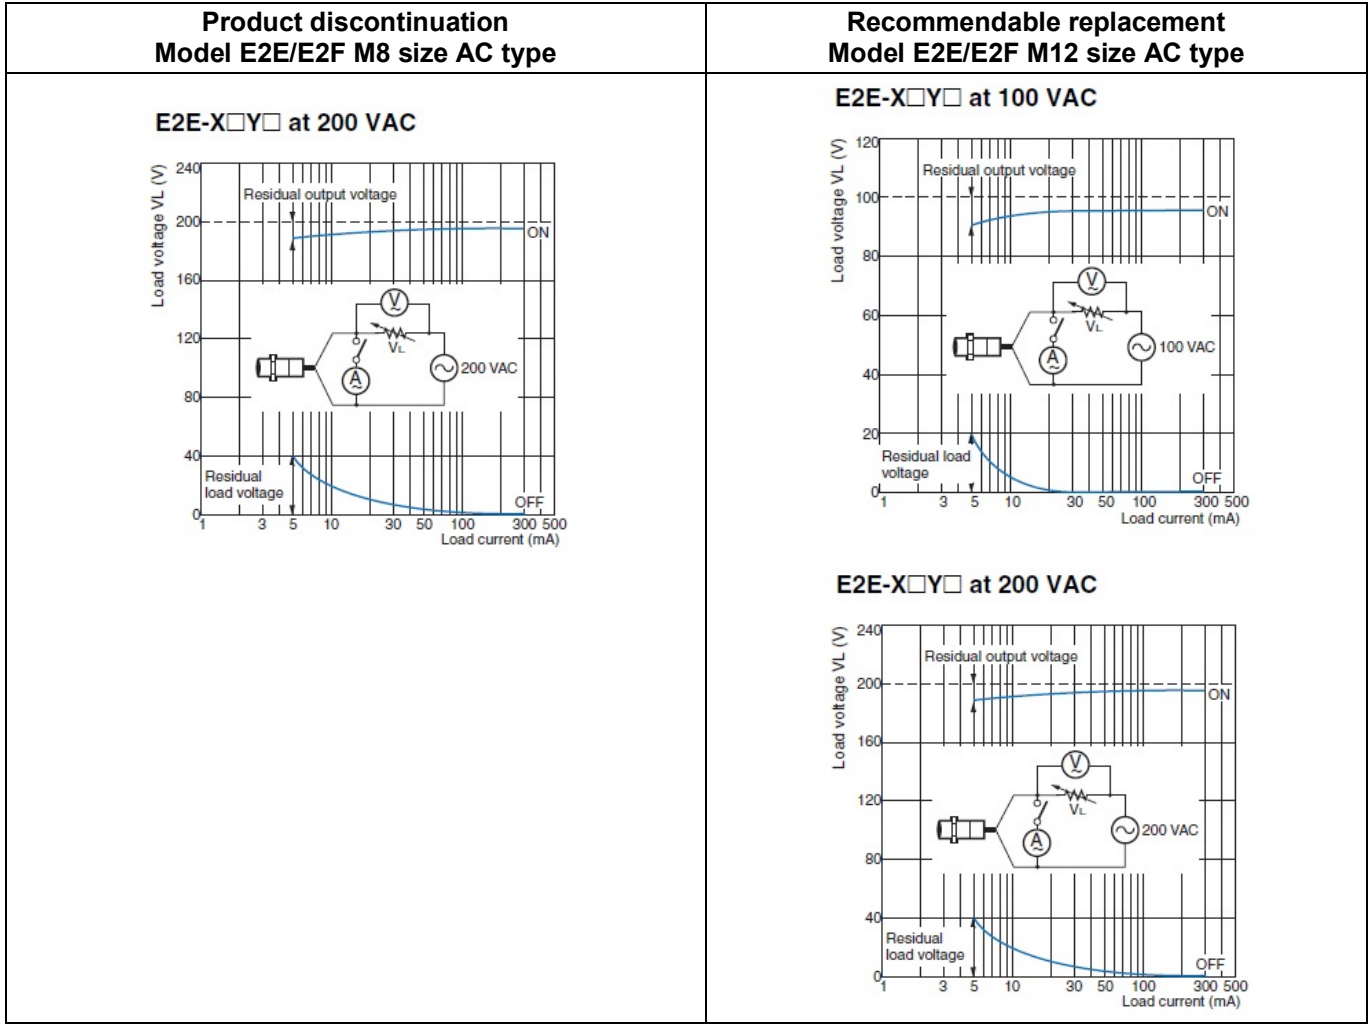 Product discontinuation
Model E2E/E2F M8 size AC type
Recommendable replacement
Model E2E/E2F M12 size AC type
E2E-X□Y□ at 200 VAC
Load voltage VL (V)
240
200
160
120
80
40
0
Residual output voltage
ON
V
VL
A
200 VAC
Residual
load voltage
OFF
1 3 5 10 30 50 100 300 500
Load current (mA)
E2E-X□Y□ at 100 VAC
Load voltage VL (V)
120
100
80
60
40
20
0
Residual output voltage
ON
V
VL
A
100 VAC
Residual load
voltage
OFF
1 3 5 10 30 50 100 300 500
Load current (mA)
E2E-X□Y□ at 200 VAC
Load voltage VL (V)
240
200
160
120
80
40
0
Residual output voltage
ON
V
VL
A
200 VAC
Residual
load voltage
OFF
1 3 5 10 30 50 100 300 500
Load current (mA)